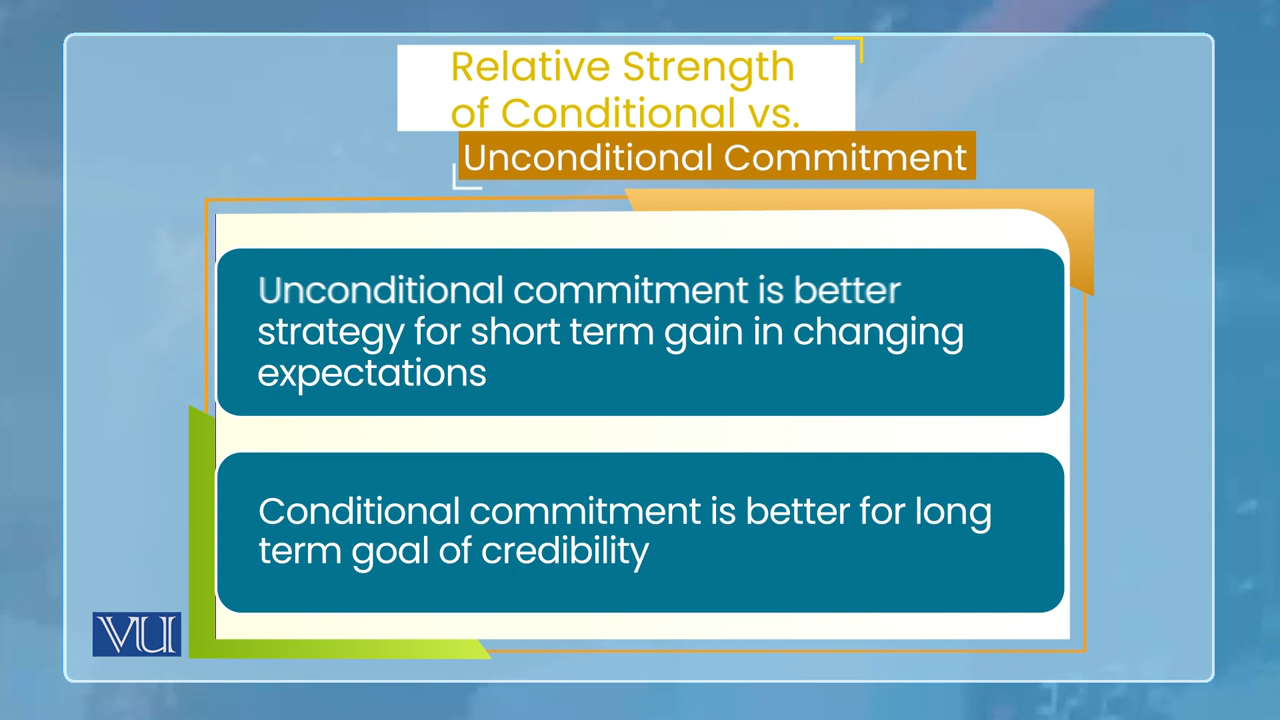 Relative Strength
of Conditional vs.
Unconditional Commitment
Unconditional commitment is better
strategy for short term gain in changing
expectations
Conditional commitment is better for long
term goal of credibility
VU